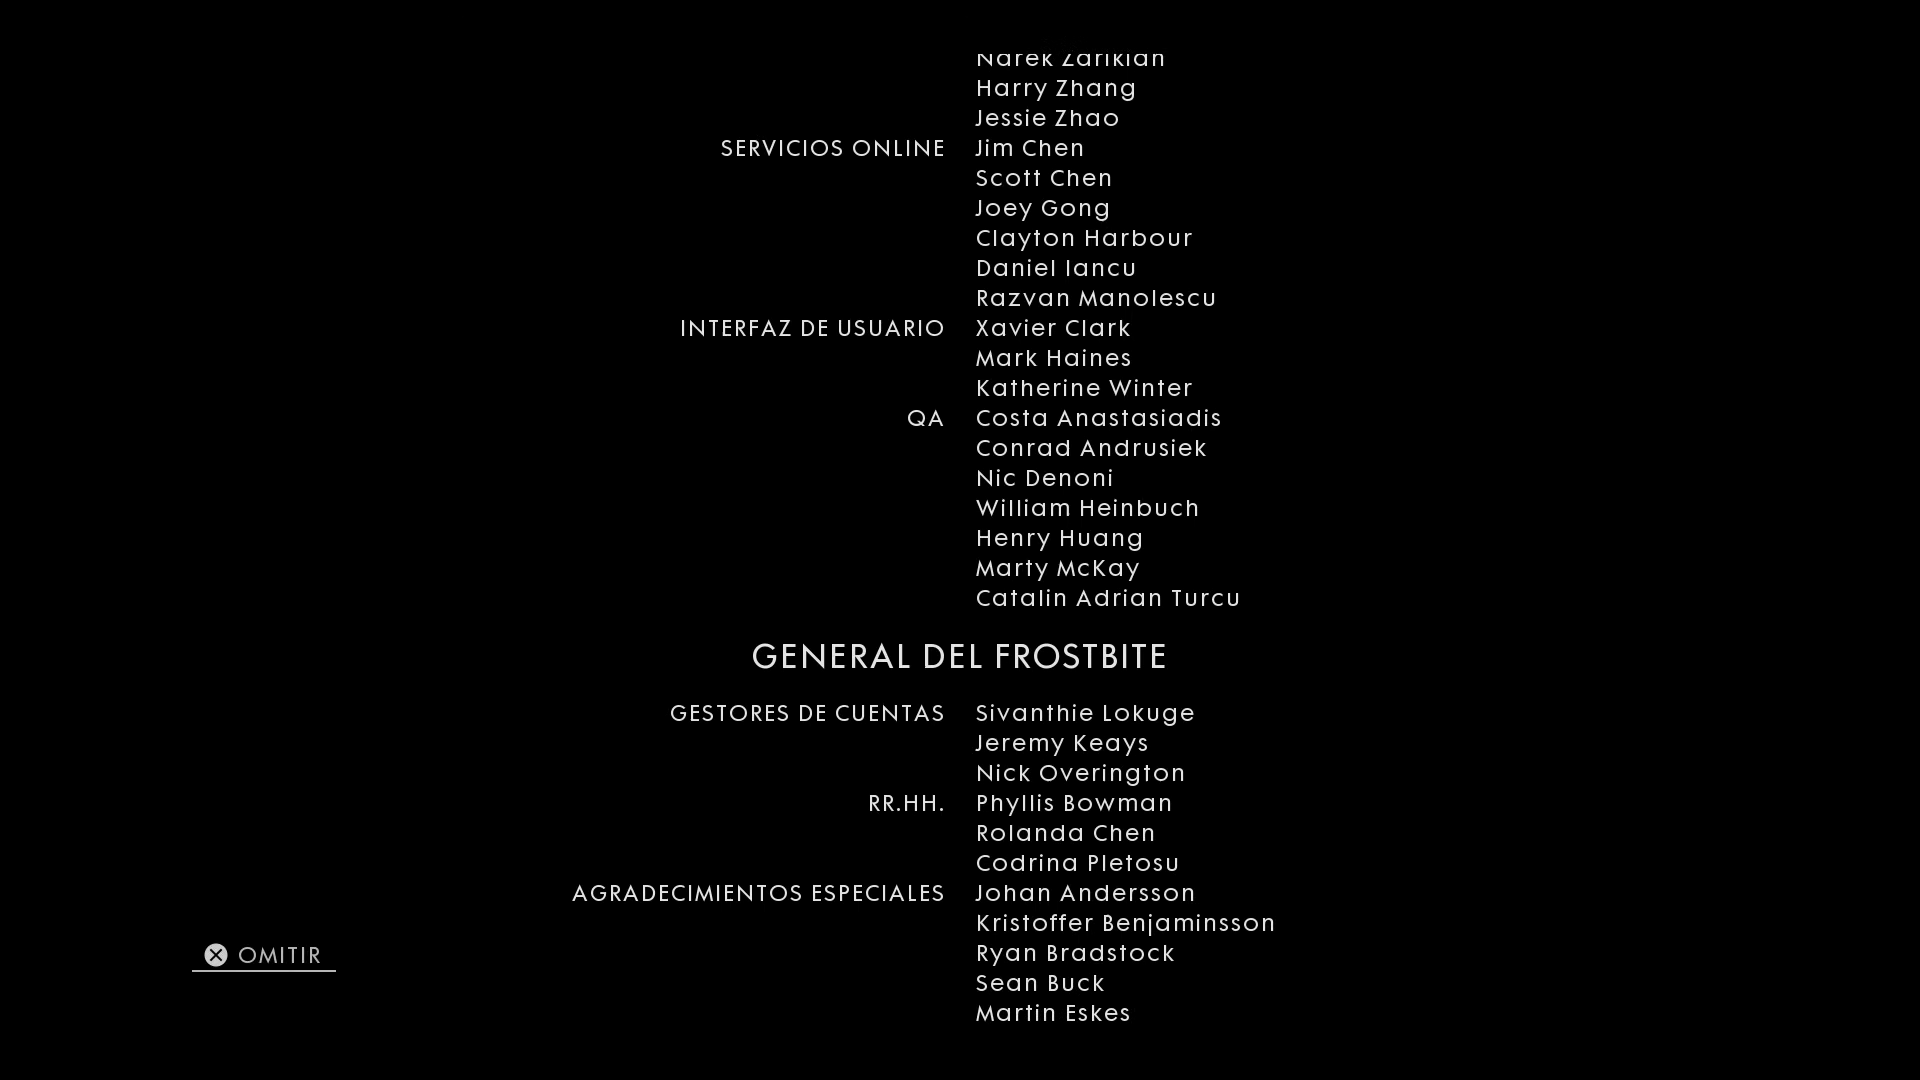 Narek Zarikian
Harry Zhang
Jessie Zhao
SERVICIOS ONLINE Jim Chen
Scott Chen
Joey Gong
Clayton Harbour
Daniel Iancu
Razvan Manolescu
INTERFAZ DE USUARIO Xavier Clark
Mark Haines
Katherine Winter
QA Costa Anastasiadis
Conrad Andrusiek
Nic Denoni
William Heinbuch
Henry Huang
Marty McKay
Catalin Adrian Turcu
GENERAL DEL FROSTBITE
GESTORES DE CUENTAS Sivanthie Lokuge
Jeremy Keays
Nick Overington
RR.HH. Phyllis Bowman
Rolanda Chen
Codrina Pletosu
AGRADECIMIENTOS ESPECIALES Johan Andersson
Kristoffer Benjaminsson
Ryan Bradstock
Sean Buck
Martin Eskes
OMITIR